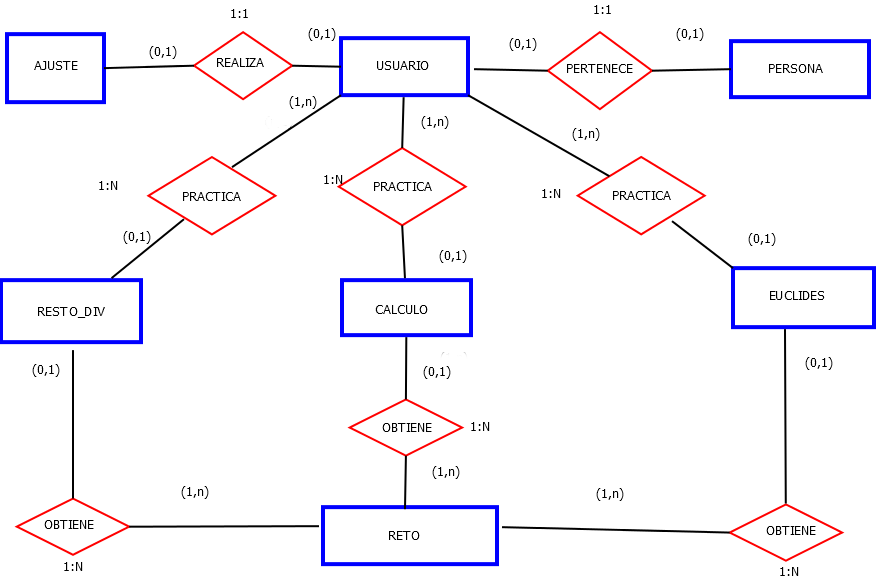 1:1
1:1
(0,1)
(0,1)
(0,1)
(0,1)
AJUSTE
REALIZA
USUARIO
PERTENECE
PERSONA
(1,n)
(1,n)
(1,n)
1:N
1:N
1:N
PRACTICA
PRACTICA
PRACTICA
(0,1)
(0,1)
(0,1)
RESTO_DIV
CALCULO
EUCLIDES
(0,1)
(0,1)
(0,1)
OBTIENE
1:N
(1,n)
(1,n)
(1,n)
OBTIENE
RETO
OBTIENE
1:N
1:N